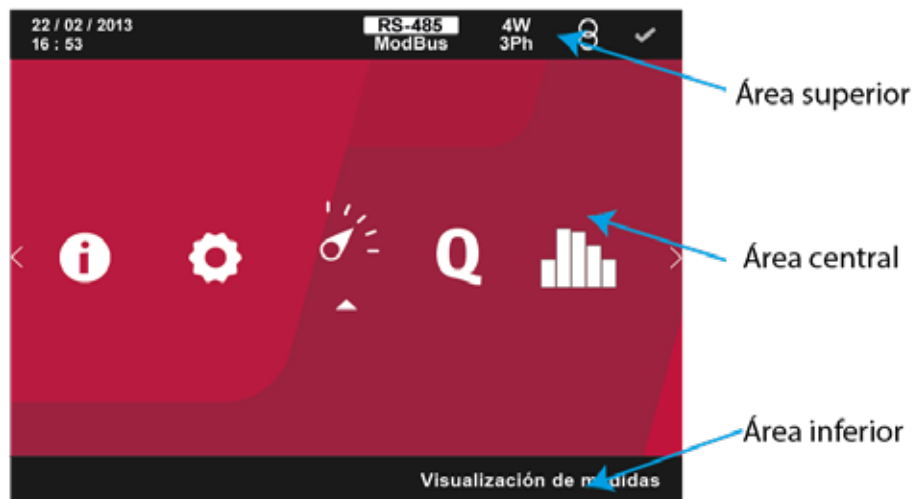 22 / 02 / 2013
16 : 53
RS-485
ModBus
4W
3Ph
Área superior
Q
Área central
Área inferior
Visualización de medidas